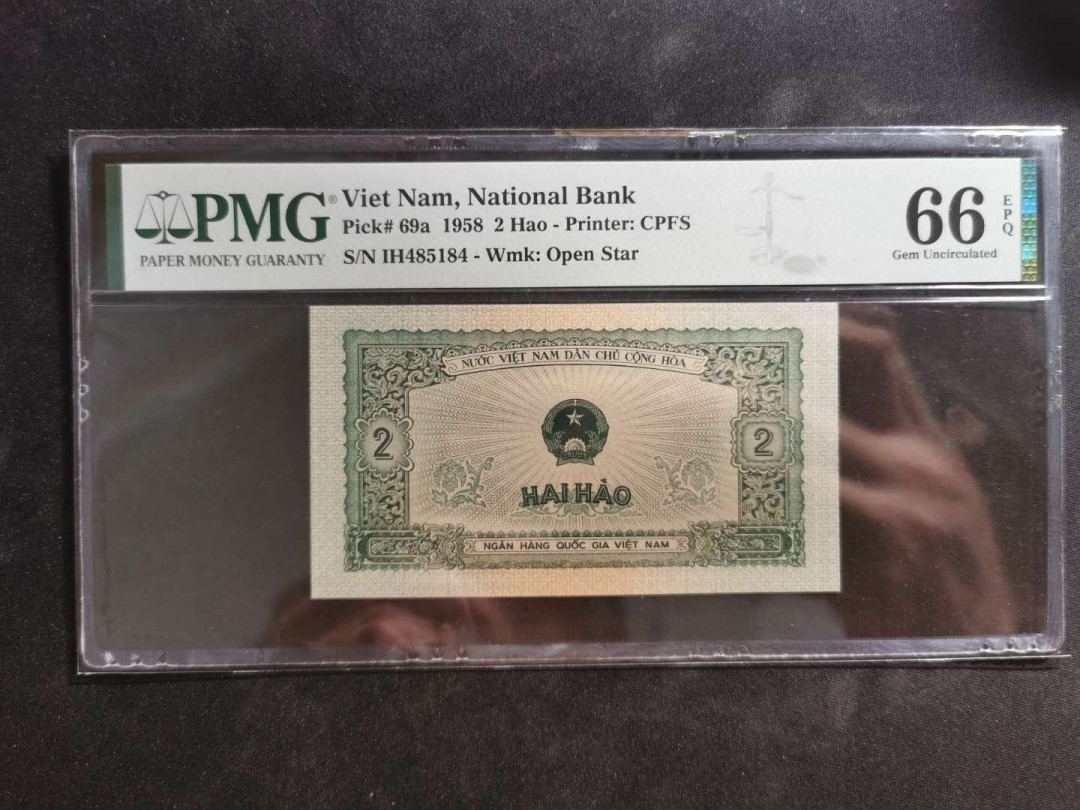 PMG®
PAPER MONEY GUARANTY
Viet Nam, National Bank
Pick# 69a 1958 2 Hao - Printer: CPFS
S/N IH485184 - Wmk: Open Star
66 EPQ
Gem Uncirculated
NƯỚC VIỆT NAM DÂN CHỦ CỘNG HÒA
2 2
HAI HÀO
NGÂN HÀNG QUỐC GIA VIỆT NAM